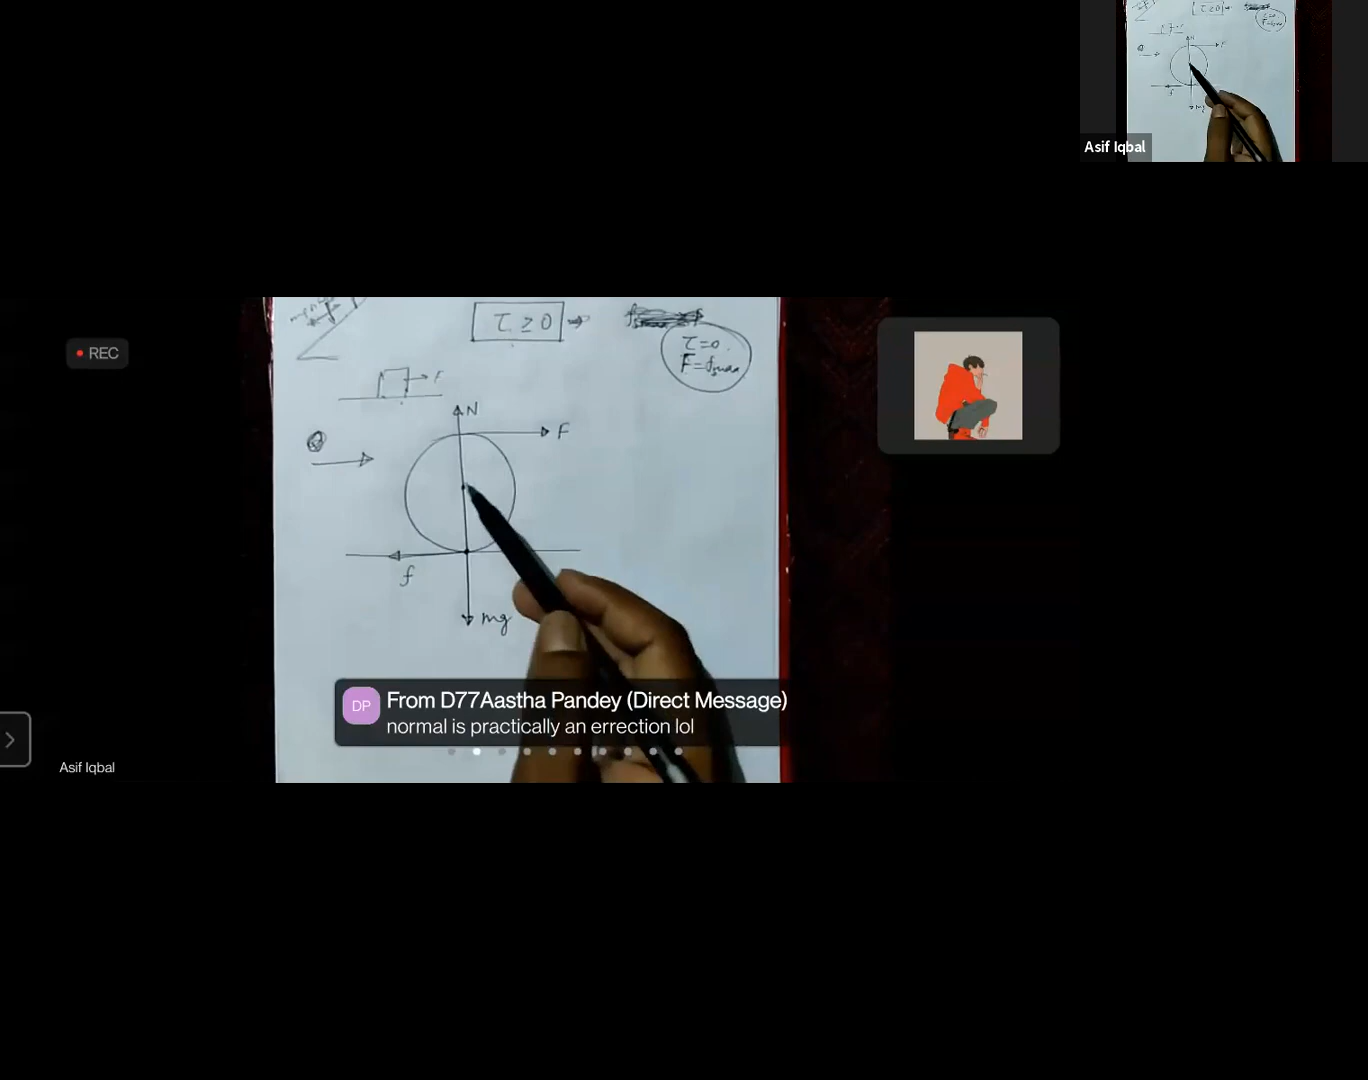 τ ≥ 0 →
τ = 0
F = fsmax
F
N
F
f
mg
REC
DP
From D77Aastha Pandey (Direct Message)
normal is practically an errection lol
Asif Iqbal
Asif Iqbal